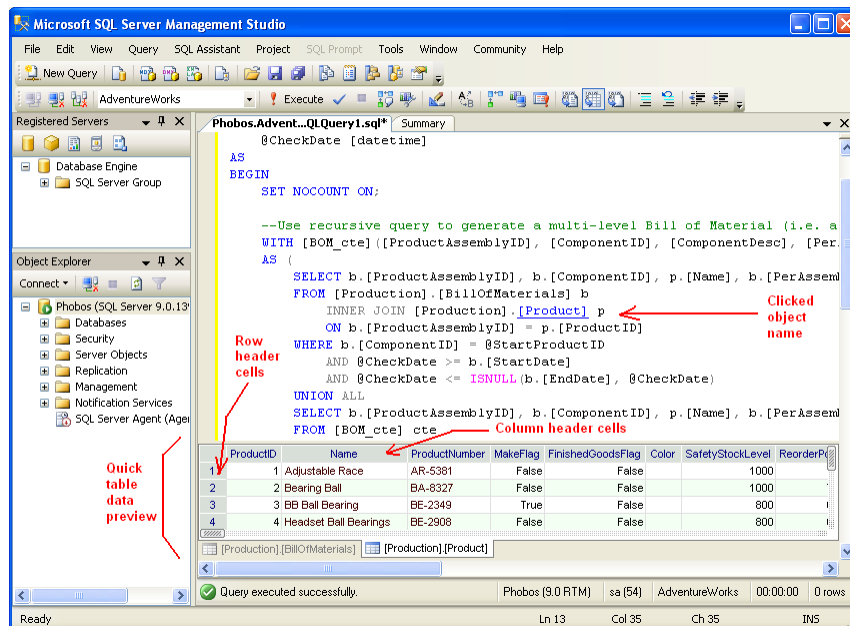 Microsoft SQL Server Management Studio
File Edit View Query SQL Assistant Project SQL Prompt Tools Window Community Help
New Query
AdventureWorks Execute
Registered Servers
Database Engine
SQL Server Group
Object Explorer
Connect
Phobos (SQL Server 9.0.13
Databases
Security
Server Objects
Replication
Management
Notification Services
SQL Server Agent (Age
Phobos.Advent...QLQuery1.sql* Summary
@CheckDate [datetime]
AS
BEGIN
SET NOCOUNT ON;
--Use recursive query to generate a multi-level Bill of Material (i.e. a
WITH [BOM_cte]([ProductAssemblyID], [ComponentID], [ComponentDesc], [Per
AS (
SELECT b.[ProductAssemblyID], b.[ComponentID], p.[Name], b.[PerAssem
FROM [Production].[BillOfMaterials] b
INNER JOIN [Production].[Product] p
ON b.[ProductAssemblyID] = p.[ProductID]
WHERE b.[ComponentID] = @StartProductID
AND @CheckDate >= b.[StartDate]
AND @CheckDate <= ISNULL(b.[EndDate], @CheckDate)
UNION ALL
SELECT b.[ProductAssemblyID], b.[ComponentID], p.[Name], b.[PerAssem
FROM [BOM_cte] cte
Clicked
object
name
Row
header
cells
Column header cells
Quick
table
data
preview
ProductID Name ProductNumber MakeFlag FinishedGoodsFlag Color SafetyStockLevel ReorderPo
1 1 Adjustable Race AR-5381 False False 1000
2 2 Bearing Ball BA-8327 False False 1000
3 3 BB Ball Bearing BE-2349 True False 800
4 4 Headset Ball Bearings BE-2908 False False 800
[Production].[BillOfMaterials] [Production].[Product]
Query executed successfully. Phobos (9.0 RTM) sa (54) AdventureWorks 00:00:00 0 rows
Ready Ln 13 Col 35 Ch 35 INS